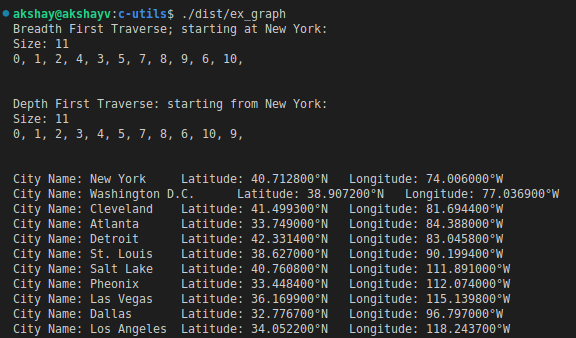 akshay@akshayv:c-utils$ ./dist/ex_graph
Breadth First Traverse; starting at New York:
Size: 11
0, 1, 2, 4, 3, 5, 7, 8, 9, 6, 10,
Depth First Traverse: starting from New York:
Size: 11
0, 1, 2, 3, 4, 5, 7, 8, 6, 10, 9,
City Name: New York     Latitude: 40.712800°N   Longitude: 74.006000°W
City Name: Washington D.C.      Latitude: 38.907200°N   Longitude: 77.036900°W
City Name: Cleveland    Latitude: 41.499300°N   Longitude: 81.694400°W
City Name: Atlanta      Latitude: 33.749000°N   Longitude: 84.388000°W
City Name: Detroit      Latitude: 42.331400°N   Longitude: 83.045800°W
City Name: St. Louis    Latitude: 38.627000°N   Longitude: 90.199400°W
City Name: Salt Lake    Latitude: 40.760800°N   Longitude: 111.891000°W
City Name: Pheonix      Latitude: 33.448400°N   Longitude: 112.074000°W
City Name: Las Vegas    Latitude: 36.169900°N   Longitude: 115.139800°W
City Name: Dallas       Latitude: 32.776700°N   Longitude: 96.797000°W
City Name: Los Angeles  Latitude: 34.052200°N   Longitude: 118.243700°W